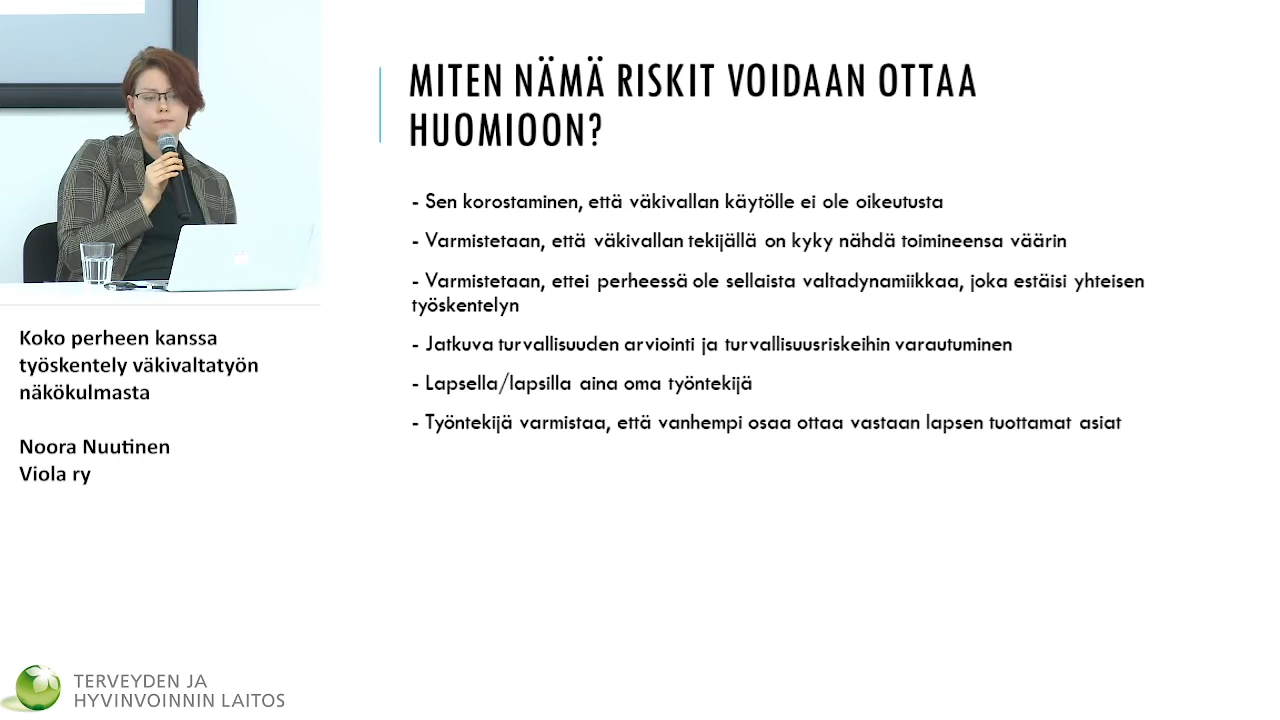 MITEN NÄMÄ RISKIT VOIDAAN OTTAA
HUOMIOON?
- Sen korostaminen, että väkivallan käytölle ei ole oikeutusta
- Varmistetaan, että väkivallan tekijällä on kyky nähdä toimineensa väärin
- Varmistetaan, ettei perheessä ole sellaista valtadynamiikkaa, joka estäisi yhteisen
työskentelyn
- Jatkuva turvallisuuden arviointi ja turvallisuusriskeihin varautuminen
- Lapsella/lapsilla aina oma työntekijä
- Työntekijä varmistaa, että vanhempi osaa ottaa vastaan lapsen tuottamat asiat
Koko perheen kanssa
työskentely väkivaltatyön
näkökulmasta
Noora Nuutinen
Viola ry
TERVEYDEN JA
HYVINVOINNIN LAITOS